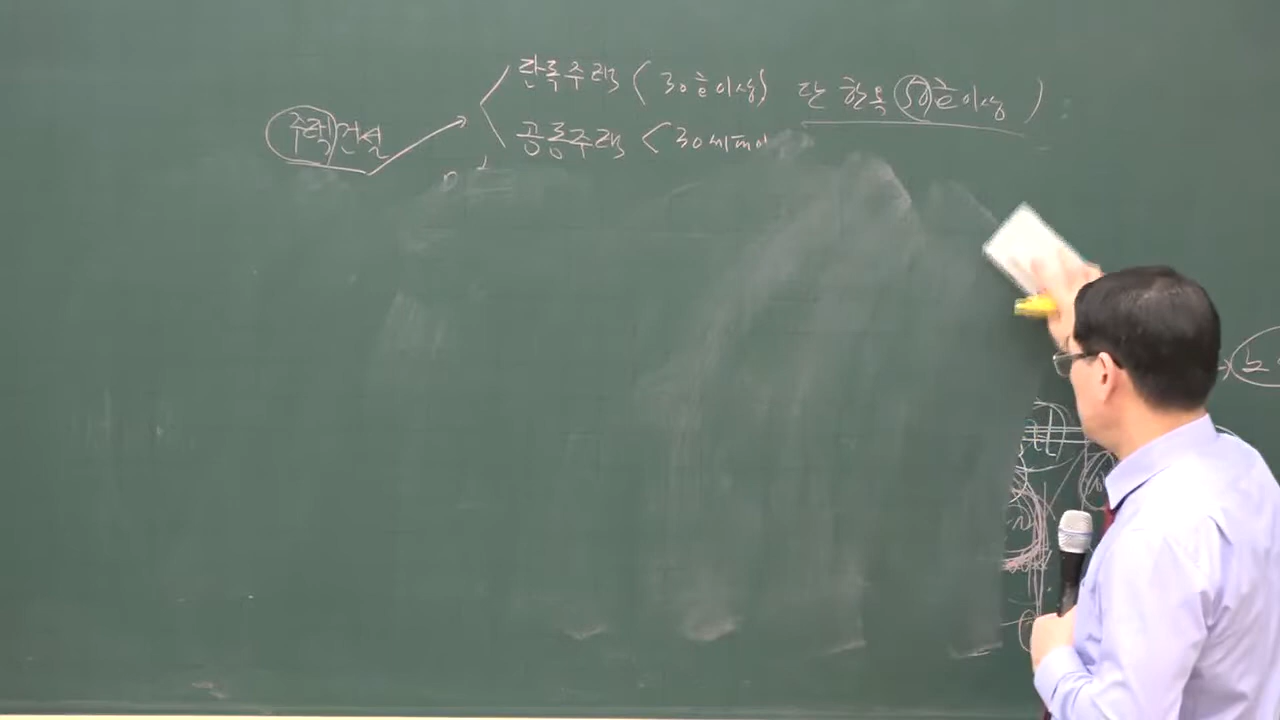 단독주택 (30호이상) 단 한옥 50호이상)
주택건설
공동주택 (30세대이